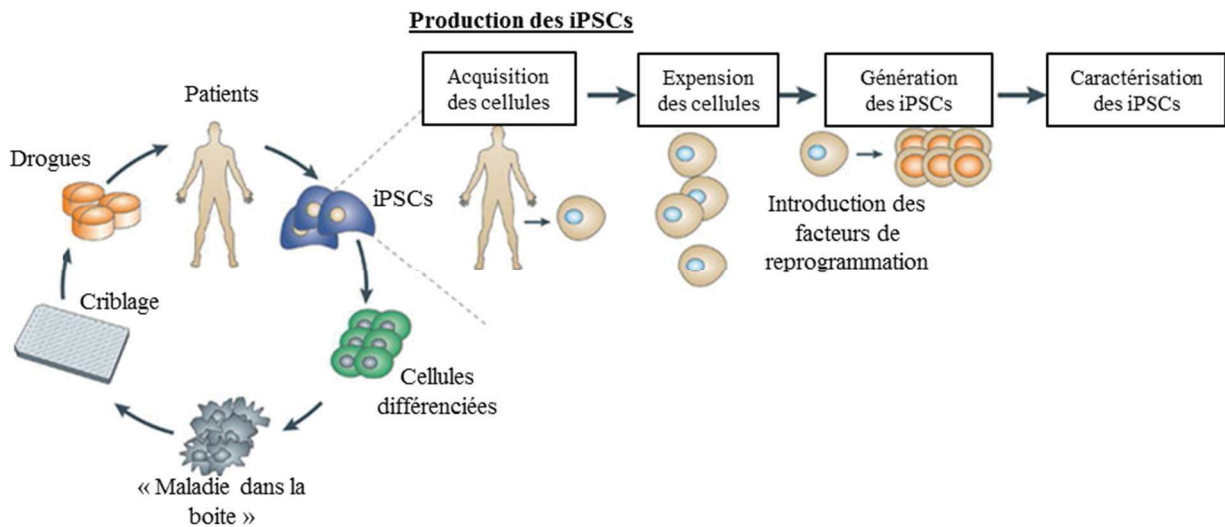 Production des iPSCs
Acquisition
des cellules
Expension
des cellules
Génération
des iPSCs
Caractérisation
des iPSCs
Patients
Drogues
iPSCs
Introduction des
facteurs de
reprogrammation
Criblage
Cellules
différenciées
« Maladie dans la
boite »